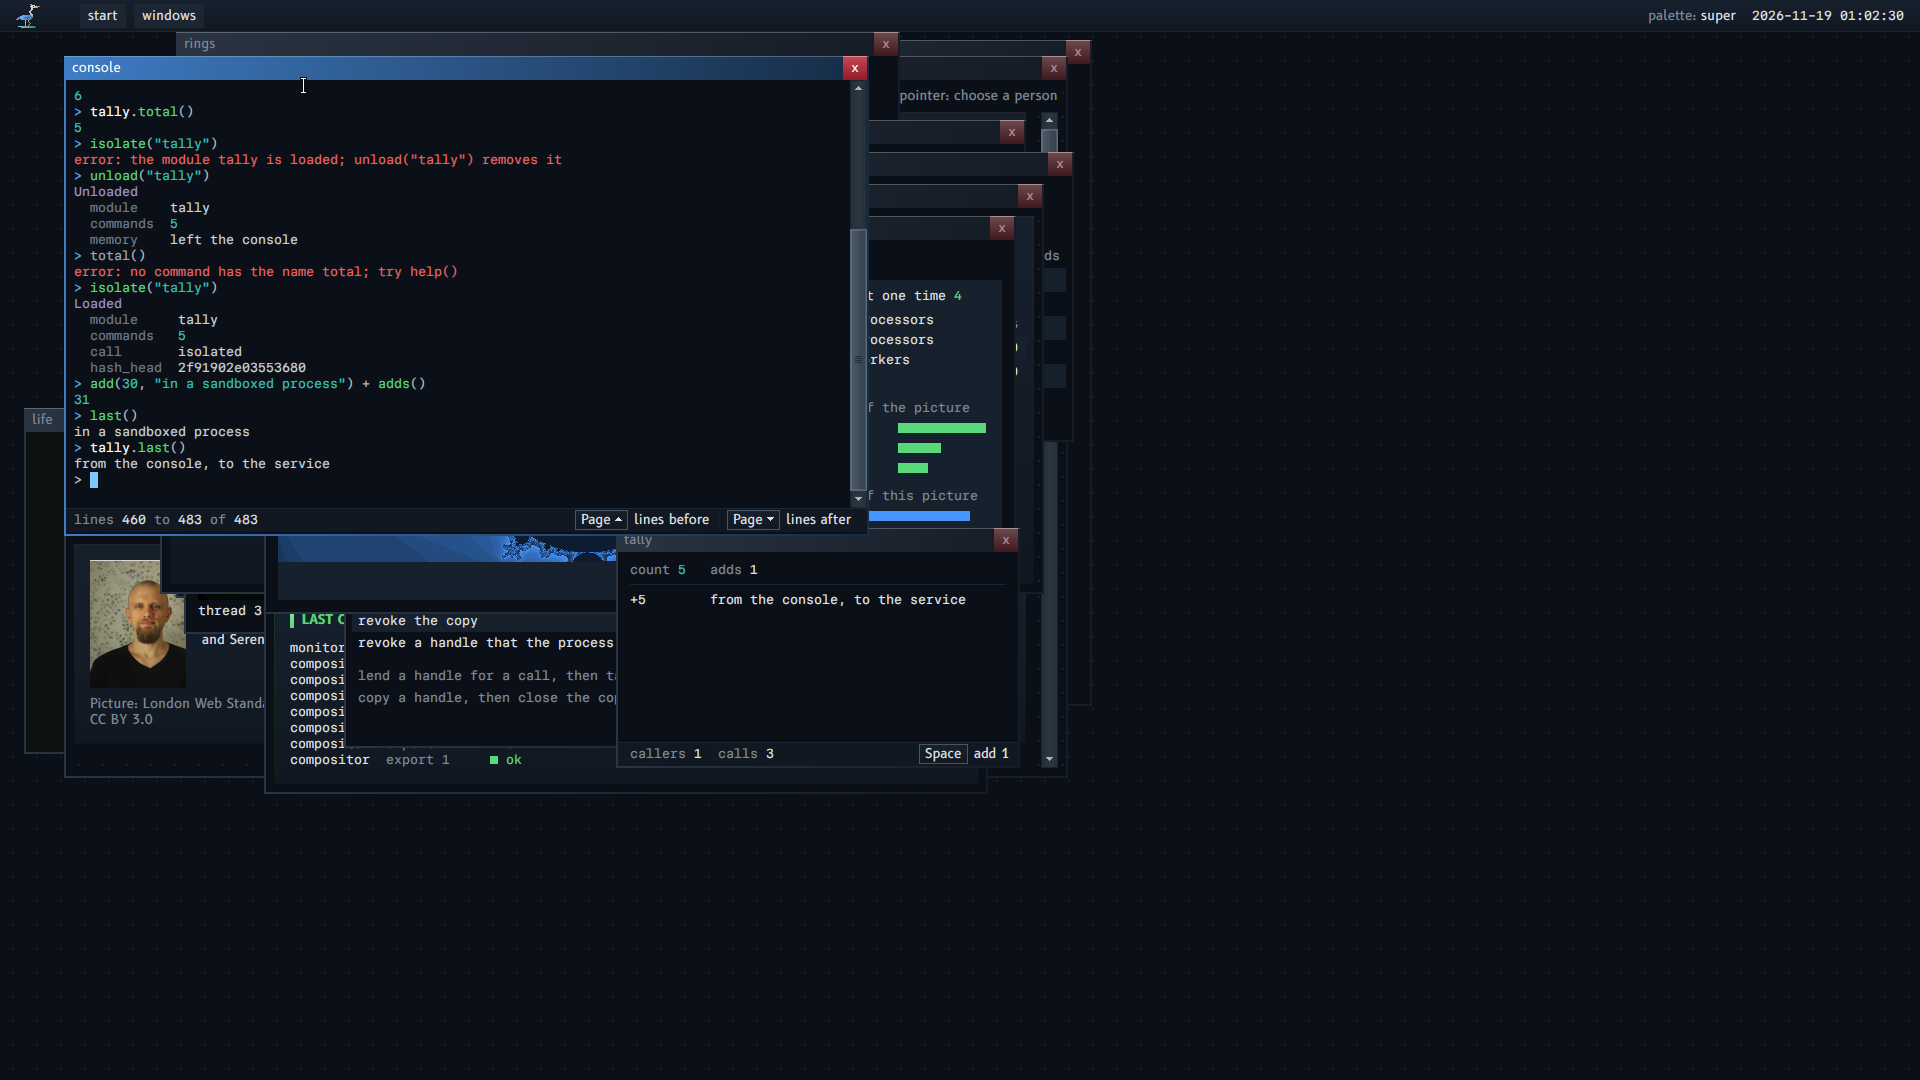 start windows palette: super 2026-11-19 01:02:30
rings x
x
console x
x
pointer: choose a person
6
> tally.total()
5
> isolate("tally")
error: the module tally is loaded; unload("tally") removes it
> unload("tally")
Unloaded
module tally
commands 5
memory left the console
> total()
error: no command has the name total; try help()
> isolate("tally")
Loaded
module tally
commands 5
call isolated
hash_head 2f91902e03553680
> add(30, "in a sandboxed process") + adds()
31
> last()
in a sandboxed process
> tally.last()
from the console, to the service
>
lines 460 to 483 of 483 Page lines before Page lines after
x
x
x
x
ds
t one time 4
ocessors
ocessors
rkers
f the picture
f this picture
life
tally x
count 5 adds 1
+5 from the console, to the service
callers 1 calls 3 Space add 1
thread 3
and Seren
Picture: London Web Standa
CC BY 3.0
LAST C
monitor
composi
composi
composi
composi
composi
composi
compositor export 1 ok
revoke the copy
revoke a handle that the process
lend a handle for a call, then t
copy a handle, then close the co